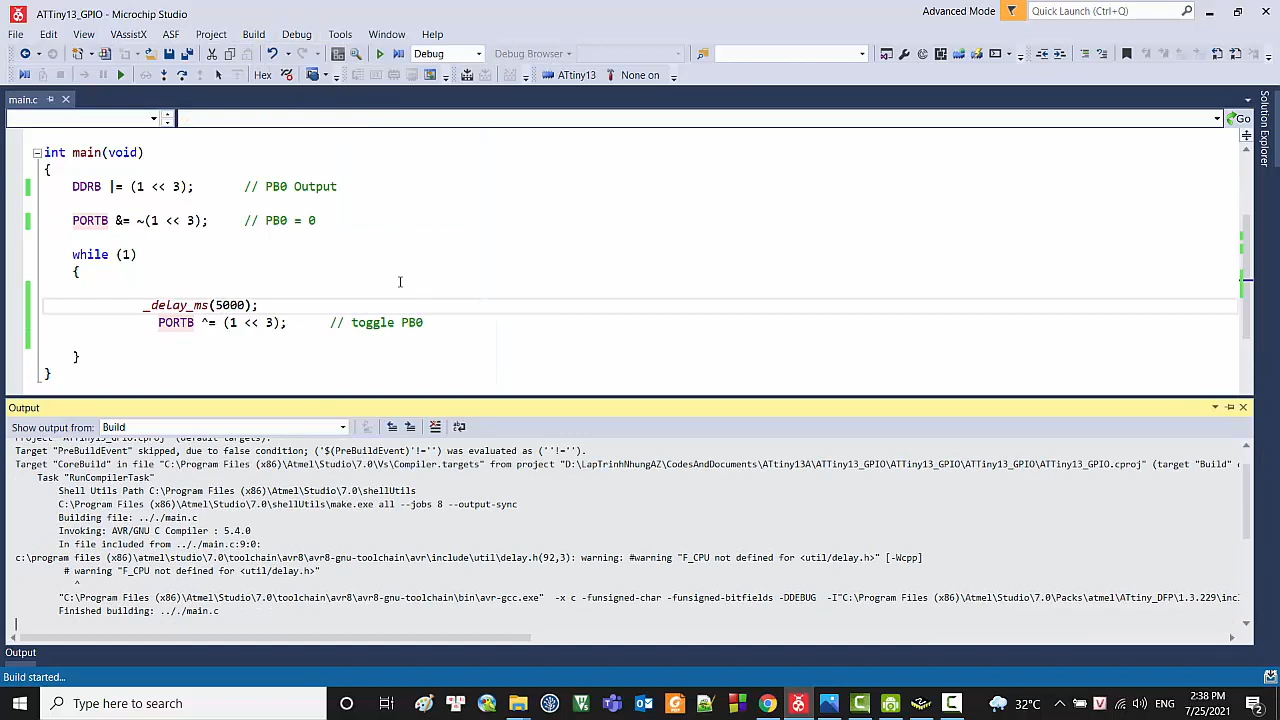 ATTiny13_GPIO - Microchip Studio
Advanced Mode
Quick Launch (Ctrl+Q)
File Edit View VAssistX ASF Project Build Debug Tools Window Help
Debug
Debug Browser
Hex
ATtiny13
None on
main.c
Go
Solution Explorer
int main(void)
{
DDRB |= (1 << 3); // PB0 Output
PORTB &= ~(1 << 3); // PB0 = 0
while (1)
{
_delay_ms(5000);
PORTB ^= (1 << 3); // toggle PB0
}
}
Output
Show output from: Build
Project "ATtiny13_GPIO.cproj" (default targets):
Target "PreBuildEvent" skipped, due to false condition; ('$(PreBuildEvent)'!='') was evaluated as (''!='').
Target "CoreBuild" in file "C:\Program Files (x86)\Atmel\Studio\7.0\Vs\Compiler.targets" from project "D:\LapTrinhNhungAZ\CodesAndDocuments\ATtiny13A\ATtiny13_GPIO\ATTiny13_GPIO\ATTiny13_GPIO\ATTiny13_GPIO.cproj" (target "Build"
Task "RunCompilerTask"
Shell Utils Path C:\Program Files (x86)\Atmel\Studio\7.0\shellUtils
C:\Program Files (x86)\Atmel\Studio\7.0\shellUtils\make.exe all --jobs 8 --output-sync
Building file: .././main.c
Invoking: AVR/GNU C Compiler : 5.4.0
In file included from .././main.c:9:0:
c:\program files (x86)\atmel\studio\7.0\toolchain\avr8\avr8-gnu-toolchain\avr\include\util\delay.h(92,3): warning: #warning "F_CPU not defined for <util/delay.h>" [-Wcpp]
# warning "F_CPU not defined for <util/delay.h>"
^
"C:\Program Files (x86)\Atmel\Studio\7.0\toolchain\avr8\avr8-gnu-toolchain\bin\avr-gcc.exe" -x c -funsigned-char -funsigned-bitfields -DDEBUG -I"C:\Program Files (x86)\Atmel\Studio\7.0\Packs\atmel\ATtiny_DFP\1.3.229\incl
Finished building: .././main.c
Output
Build started...
Type here to search
32°C
ENG
2:38 PM
7/25/2021